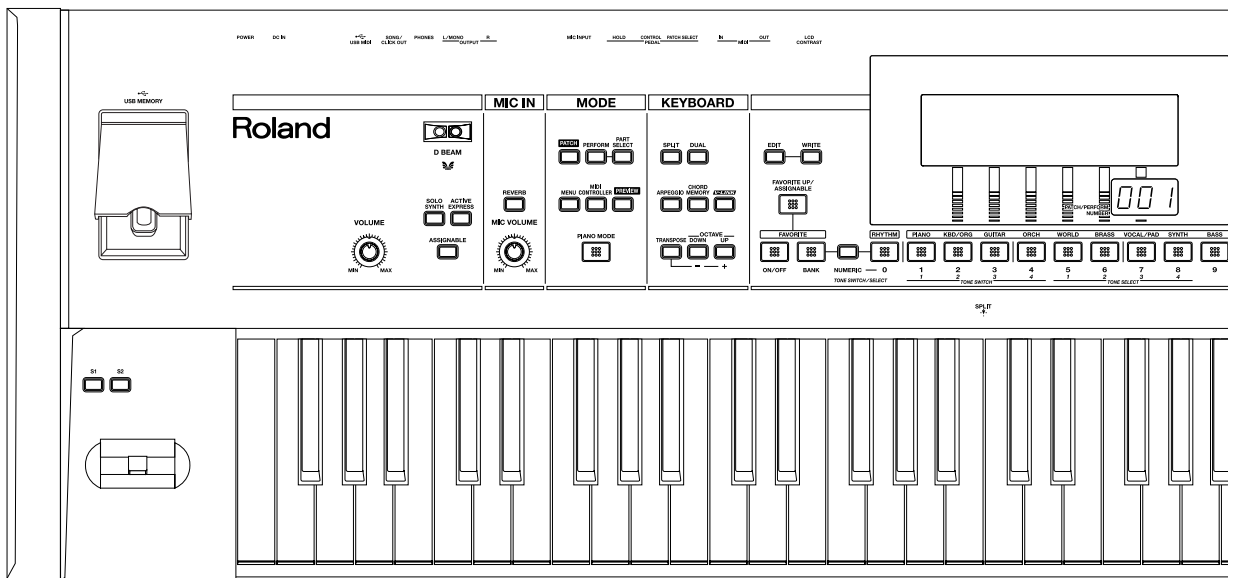 POWER DC IN USB MIDI SONG/ CLICK OUT PHONES L/MONO R OUTPUT MIC INPUT HOLD CONTROL PATCH SELECT PEDAL IN OUT MIDI LCD CONTRAST
USB MEMORY
MIC IN MODE KEYBOARD
Roland
D BEAM
SOLO SYNTH ACTIVE EXPRESS
ASSIGNABLE
VOLUME
MIN MAX
REVERB
MIC VOLUME
MIN MAX
PATCH PERFORM PART SELECT
MENU MIDI CONTROLLER PREVIEW
PIANO MODE
SPLIT DUAL
ARPEGGIO CHORD MEMORY V-LINK
OCTAVE
TRANSPOSE DOWN UP
- +
EDIT WRITE
FAVORITE UP/
ASSIGNABLE
FAVORITE
ON/OFF BANK NUMERIC
001
PATCH/PERFORM
NUMBER
RHYTHM PIANO KBD/ORG GUITAR ORCH WORLD BRASS VOCAL/PAD SYNTH BASS
0 1 2 3 4 5 6 7 8 9
TONE SWITCH/SELECT 1 2 3 4 1 2 3 4
TONE SWITCH TONE SELECT
SPLIT
S1 S2